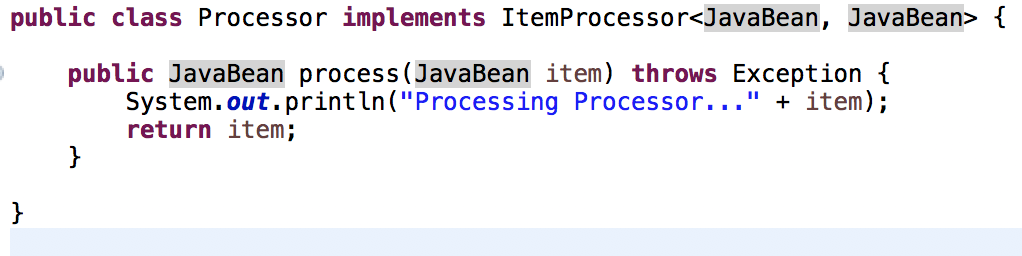 public class Processor implements ItemProcessor<JavaBean, JavaBean> {
public JavaBean process(JavaBean item) throws Exception {
System.out.println("Processing Processor..." + item);
return item;
}
}